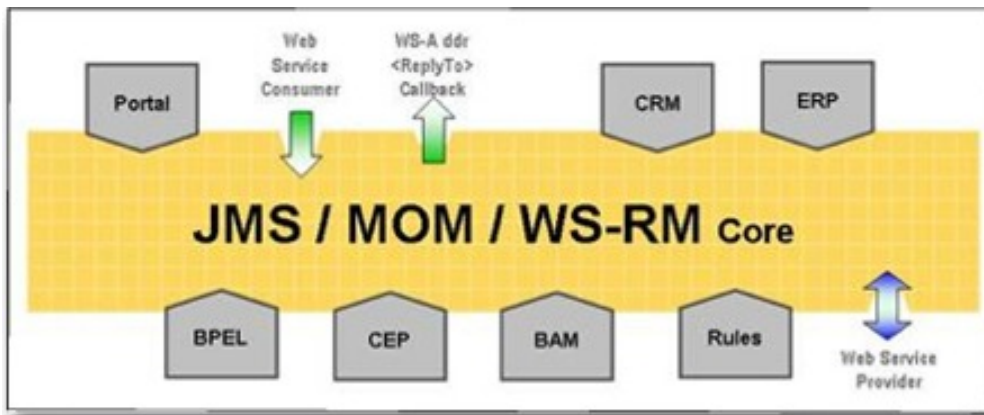 Web
Service
Consumer
WS-A ddr
<ReplyTo>
Callback
Portal
CRM
ERP
JMS / MOM / WS-RM Core
BPEL
CEP
BAM
Rules
Web Service
Provider